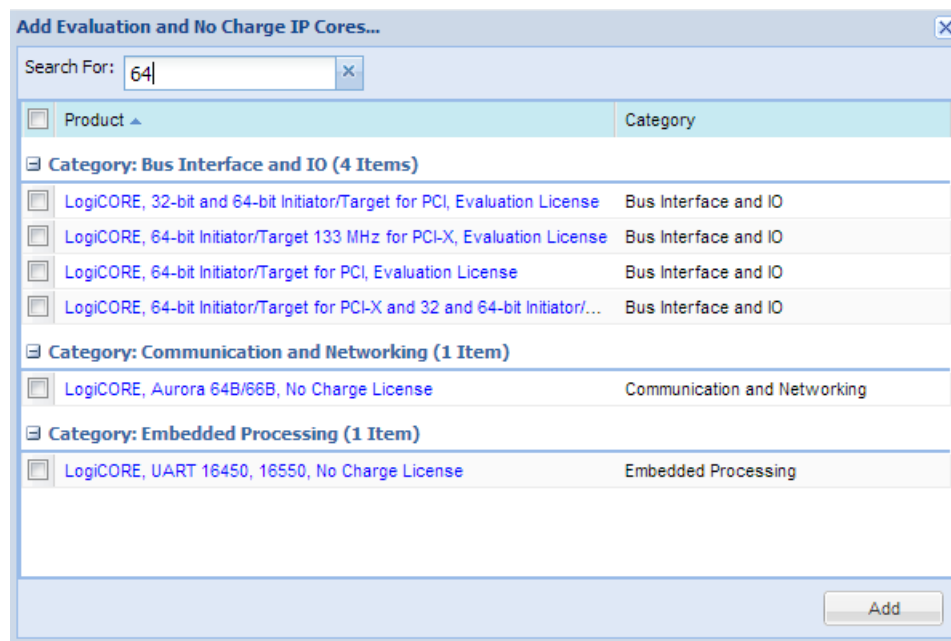 Add Evaluation and No Charge IP Cores...
Search For: 64
Product Category
Category: Bus Interface and IO (4 Items)
LogiCORE, 32-bit and 64-bit Initiator/Target for PCI, Evaluation License Bus Interface and IO
LogiCORE, 64-bit Initiator/Target 133 MHz for PCI-X, Evaluation License Bus Interface and IO
LogiCORE, 64-bit Initiator/Target for PCI, Evaluation License Bus Interface and IO
LogiCORE, 64-bit Initiator/Target for PCI-X and 32 and 64-bit Initiator/... Bus Interface and IO
Category: Communication and Networking (1 Item)
LogiCORE, Aurora 64B/66B, No Charge License Communication and Networking
Category: Embedded Processing (1 Item)
LogiCORE, UART 16450, 16550, No Charge License Embedded Processing
Add